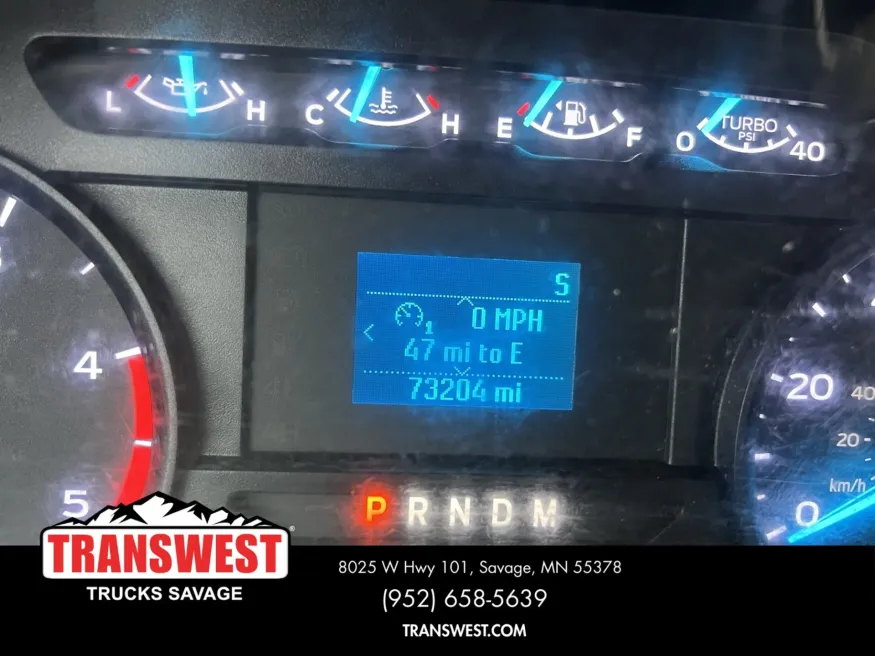 L H
C H
E F
0 TURBO PSI 40
S
1 0 MPH
47 mi to E
73204 mi
4
5
20
40
20
km/h
0
P R N D M
TRANSWEST
TRUCKS SAVAGE
8025 W Hwy 101, Savage, MN 55378
(952) 658-5639
TRANSWEST.COM